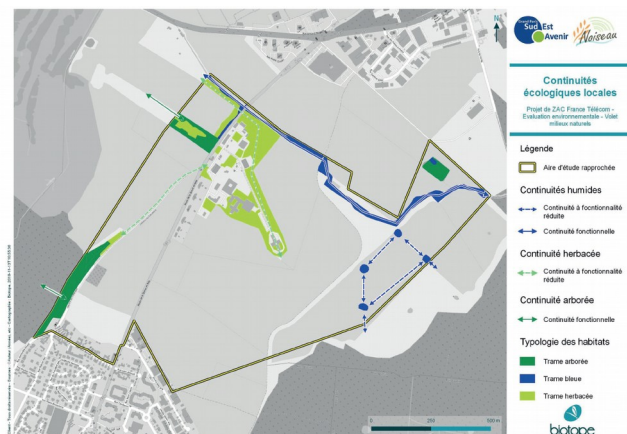 N
Grand Paris
Sud Est
Avenir
Noiseau
Continuités
écologiques locales
Projet de ZAC France Télécom -
Evaluation environnementale - Volet
milieux naturels
Légende
Aire d'étude rapprochée
Continuités humides
Continuité à focntionnalité
réduite
Continuité fonctionnelle
Continuité herbacée
Continuité à fonctionnalité
réduite
Continuité arborée
Continuité fonctionnelle
Typologie des habitats
Trame arborée
Trame bleue
Trame herbacée
0
250
500 m
biotope